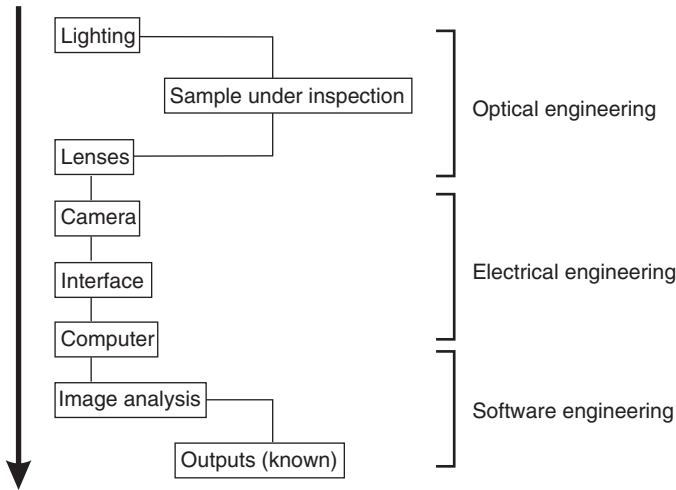 Lighting
Sample under inspection
Optical engineering
Lenses
Camera
Electrical engineering
Interface
Computer
Image analysis
Software engineering
Outputs (known)